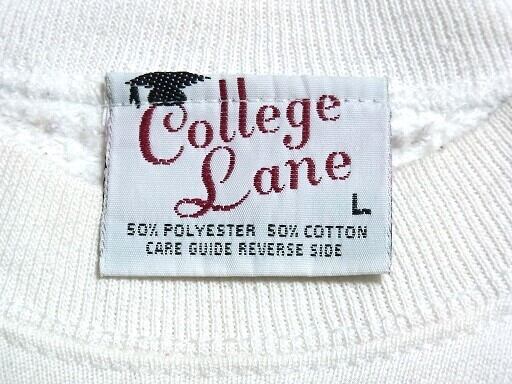 College
Lane
L
50% POLYESTER 50% COTTON
CARE GUIDE REVERSE SIDE